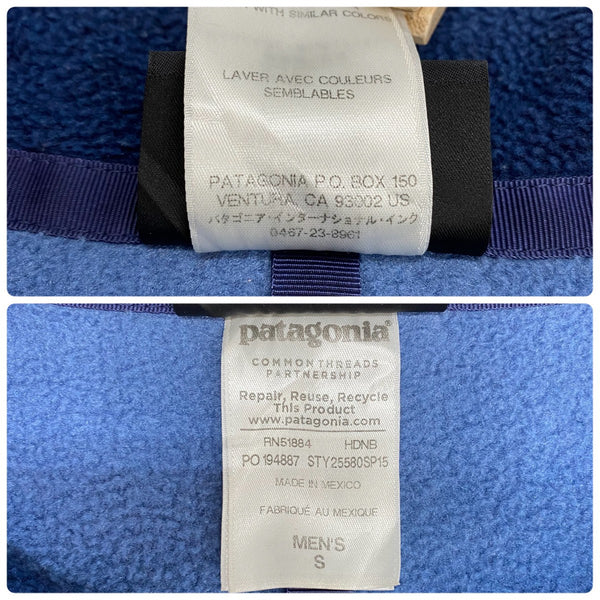 WITH SIMILAR COLORS
LAVER AVEC COULEURS
SEMBLABLES
PATAGONIA P.O. BOX 150
VENTURA, CA 93002 US
パタゴニア・インターナショナル・インク
0467-23-8961
patagonia®
COMMON THREADS
PARTNERSHIP
Repair, Reuse, Recycle
This Product
www.patagonia.com
RN51884 HDNB
PO 194887 STY25580SP15
MADE IN MEXICO
FABRIQUÉ AU MEXIQUE
MEN'S
S